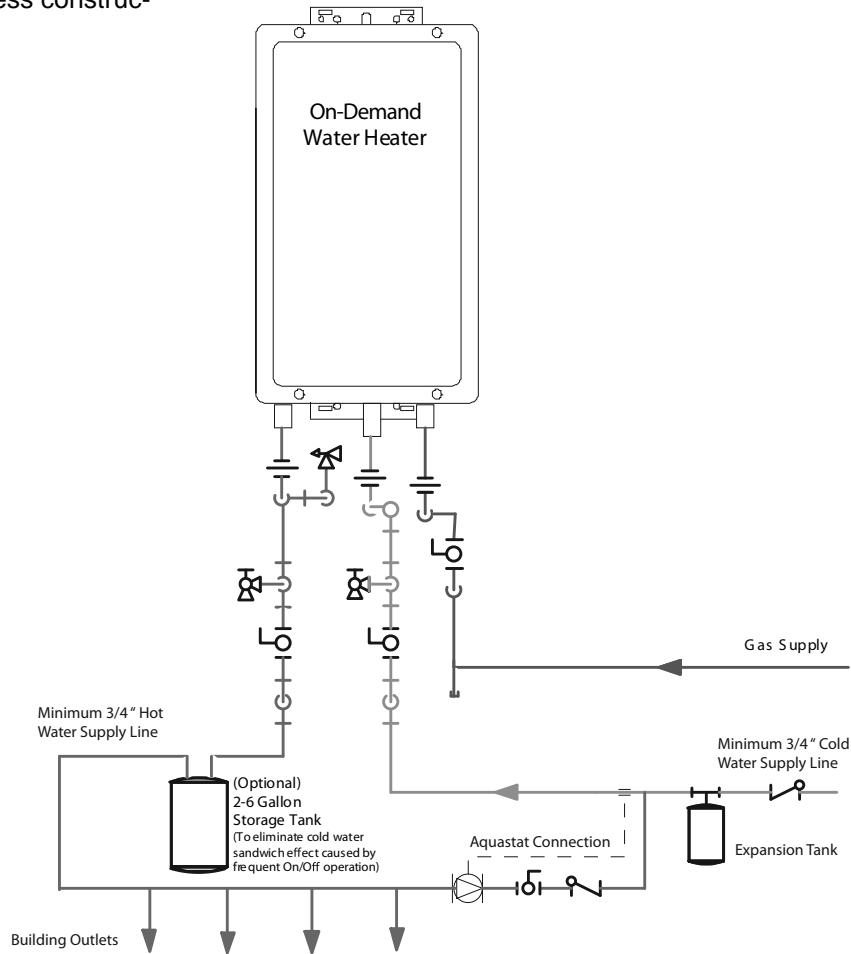 ess construc-
On-Demand
Water Heater
Gas Supply
Minimum 3/4" Hot
Water Supply Line
Minimum 3/4" Cold
Water Supply Line
(Optional)
2-6 Gallon
Storage Tank
(To eliminate cold water
sandwich effect caused by
frequent On/Off operation)
Aquastat Connection
Expansion Tank
Building Outlets